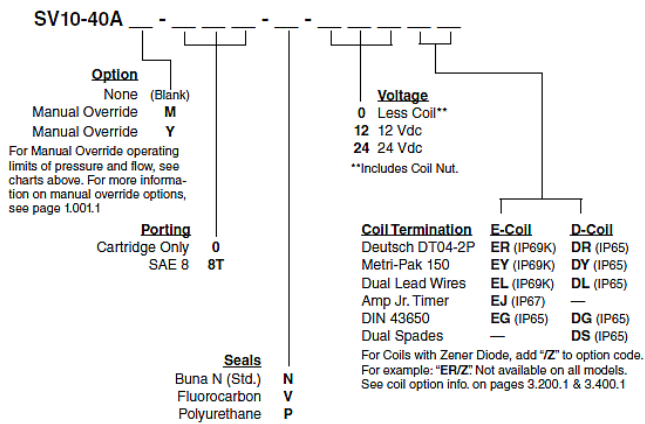 SV10-40A __ - __ __ __ - __ - __ __ __ __ __
Option
None (Blank)
Manual Override M
Manual Override Y
For Manual Override operating
limits of pressure and flow, see
charts above. For more informa-
tion on manual override options,
see page 1.001.1
Porting
Cartridge Only 0
SAE 8 8T
Seals
Buna N (Std.) N
Fluorocarbon V
Polyurethane P
Voltage
0 Less Coil**
12 12 Vdc
24 24 Vdc
**Includes Coil Nut.
Coil Termination E-Coil D-Coil
Deutsch DT04-2P ER (IP69K) DR (IP65)
Metri-Pak 150 EY (IP69K) DY (IP65)
Dual Lead Wires EL (IP69K) DL (IP65)
Amp Jr. Timer EJ (IP67) —
DIN 43650 EG (IP65) DG (IP65)
Dual Spades — DS (IP65)
For Coils with Zener Diode, add “/Z” to option code.
For example: “ER/Z”. Not available on all models.
See coil option info. on pages 3.200.1 & 3.400.1